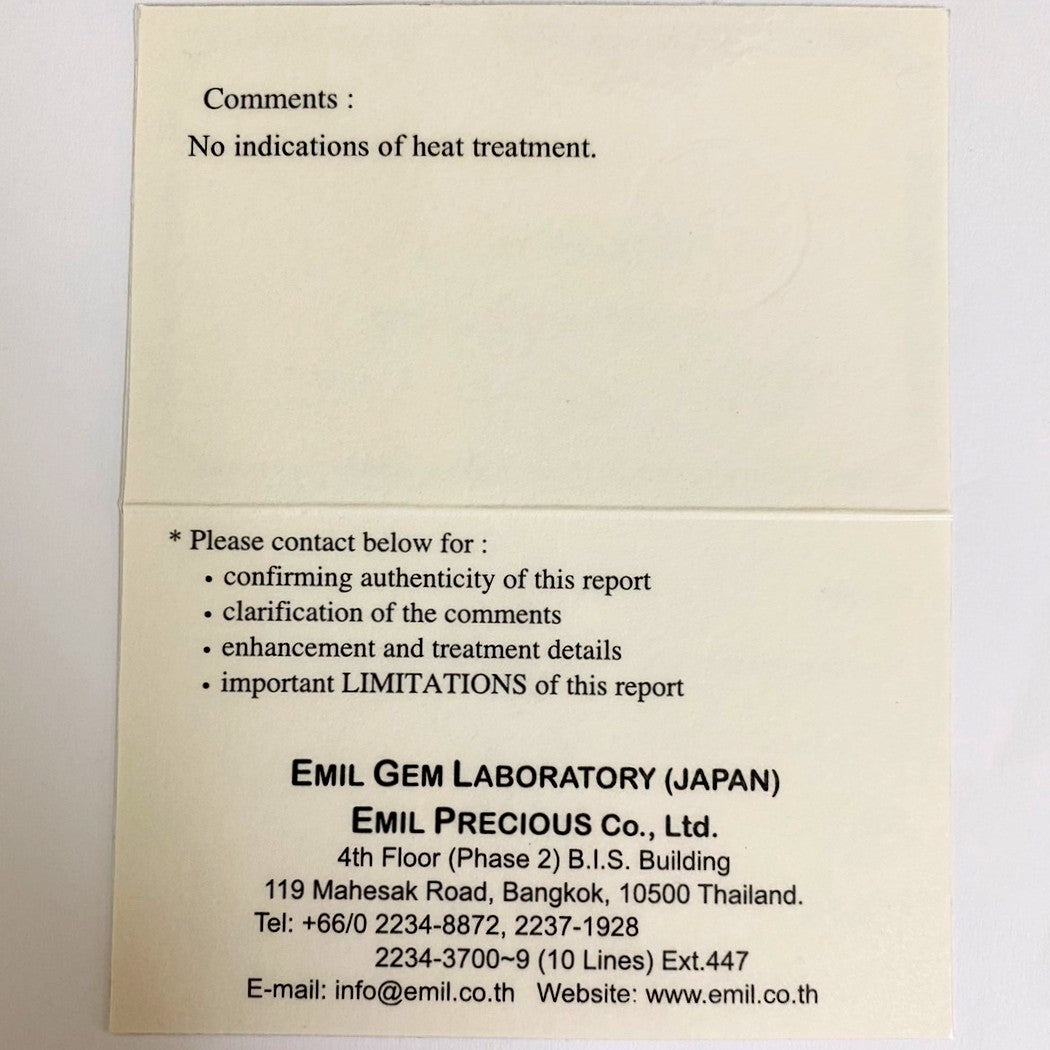 Comments :
No indications of heat treatment.
* Please contact below for :
• confirming authenticity of this report
• clarification of the comments
• enhancement and treatment details
• important LIMITATIONS of this report
EMIL GEM LABORATORY (JAPAN)
EMIL PRECIOUS Co., Ltd.
4th Floor (Phase 2) B.I.S. Building
119 Mahesak Road, Bangkok, 10500 Thailand.
Tel: +66/0 2234-8872, 2237-1928
2234-3700~9 (10 Lines) Ext.447
E-mail: info@emil.co.th Website: www.emil.co.th